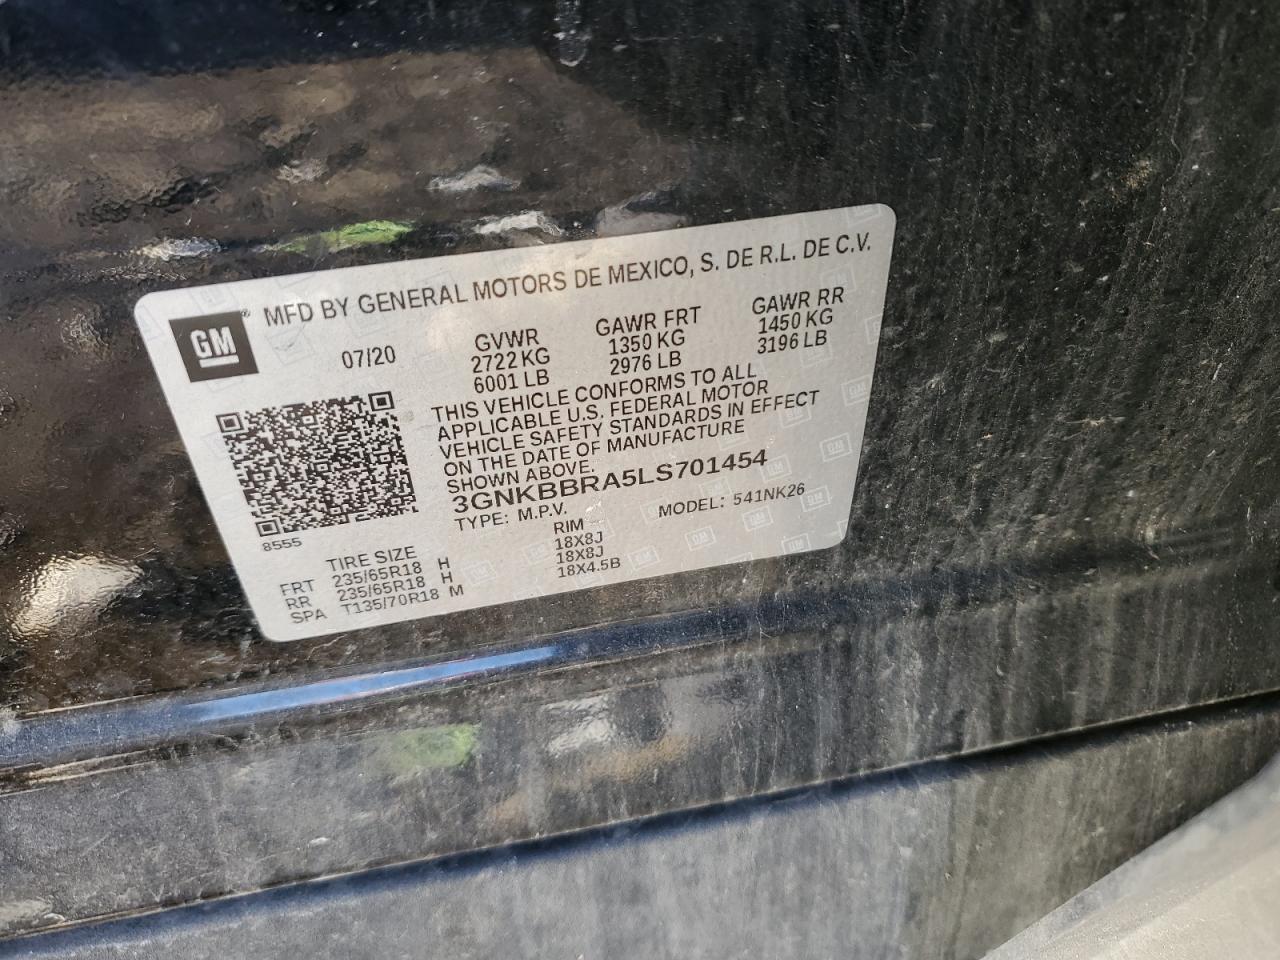 GM ® MFD BY GENERAL MOTORS DE MEXICO, S. DE R.L. DE C.V.
07/20
GVWR GAWR FRT GAWR RR
2722 KG 1350 KG 1450 KG
6001 LB 2976 LB 3196 LB
THIS VEHICLE CONFORMS TO ALL
APPLICABLE U.S. FEDERAL MOTOR
VEHICLE SAFETY STANDARDS IN EFFECT
ON THE DATE OF MANUFACTURE
SHOWN ABOVE.
3GNKBBRA5LS701454
TYPE: M.P.V. MODEL: 541NK26
8555
TIRE SIZE RIM
FRT 235/65R18 H 18X8J
RR 235/65R18 H 18X8J
SPA T135/70R18 M 18X4.5B